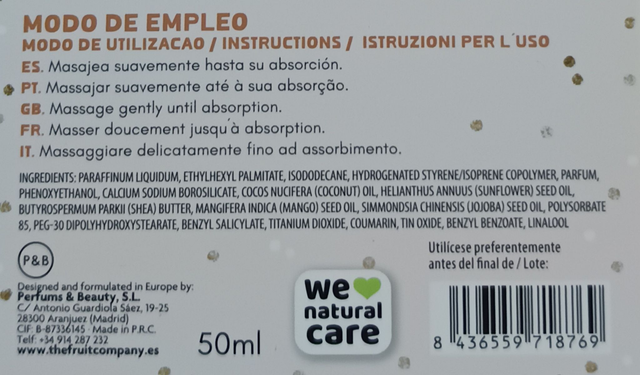 MODO DE EMPLEO
MODO DE UTILIZACAO / INSTRUCTIONS / ISTRUZIONI PER L'USO
ES. Masajea suavemente hasta su absorción.
PT. Massajar suavemente até à sua absorção.
GB. Massage gently until absorption.
FR. Masser doucement jusqu'à absorption.
IT. Massaggiare delicatamente fino ad assorbimento.
INGREDIENTS: PARAFFINUM LIQUIDUM, ETHYLHEXYL PALMITATE, ISODODECANE, HYDROGENATED STYRENE/ISOPRENE COPOLYMER, PARFUM,
PHENOXYETHANOL, CALCIUM SODIUM BOROSILICATE, COCOS NUCIFERA (COCONUT) OIL, HELIANTHUS ANNUUS (SUNFLOWER) SEED OIL,
BUTYROSPERMUM PARKII (SHEA) BUTTER, MANGIFERA INDICA (MANGO) SEED OIL, SIMMONDSIA CHINENSIS (JOJOBA) SEED OIL, POLYSORBATE
85, PEG-30 DIPOLYHYDROXYSTEARATE, BENZYL SALICYLATE, TITANIUM DIOXIDE, COUMARIN, TIN OXIDE, BENZYL BENZOATE, LINALOOL
P&B
Designed and formulated in Europe by:
Perfums & Beauty, S.L.
C/ Antonio Guardiola Sáez, 19-25
28300 Aranjuez (Madrid)
CIF: B-87336145 · Made in P.R.C.
Telf: +34 914 287 232
www.thefruitcompany.es
50ml
we
natural
care
Utilícese preferentemente
antes del final de / Lote:
8 436559 718769